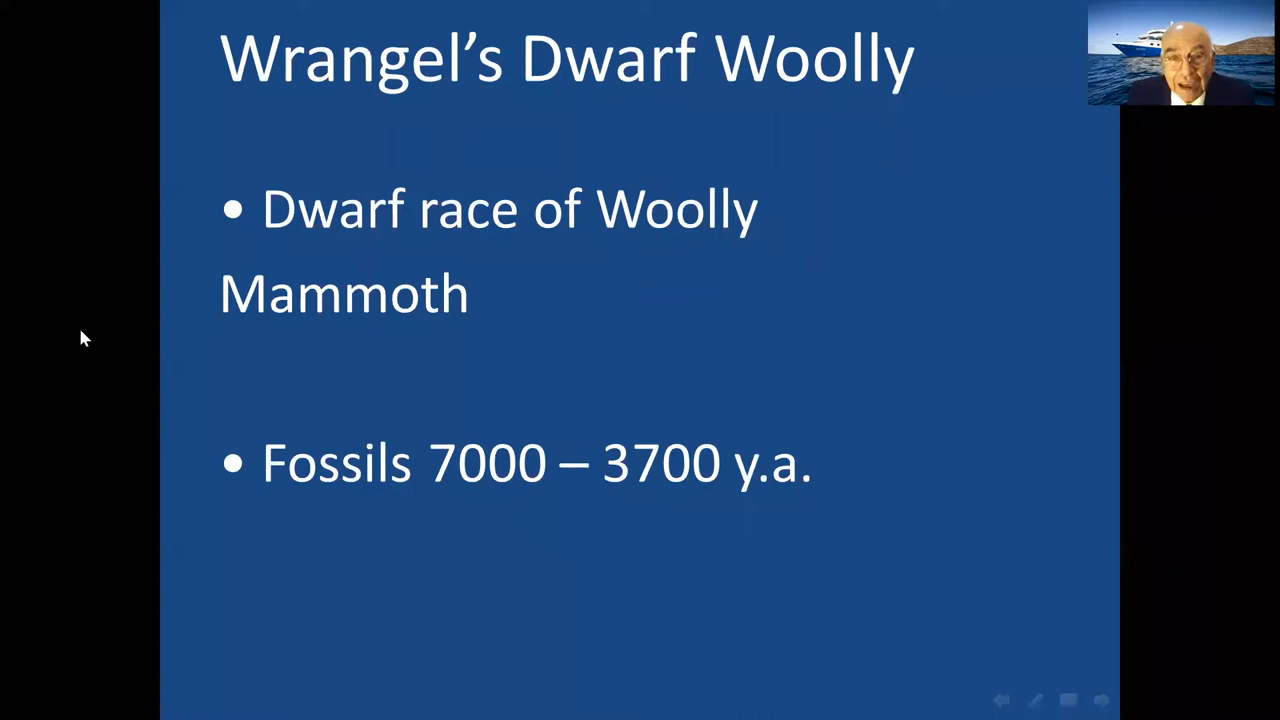 Wrangel's Dwarf Woolly
• Dwarf race of Woolly
Mammoth
• Fossils 7000 – 3700 y.a.